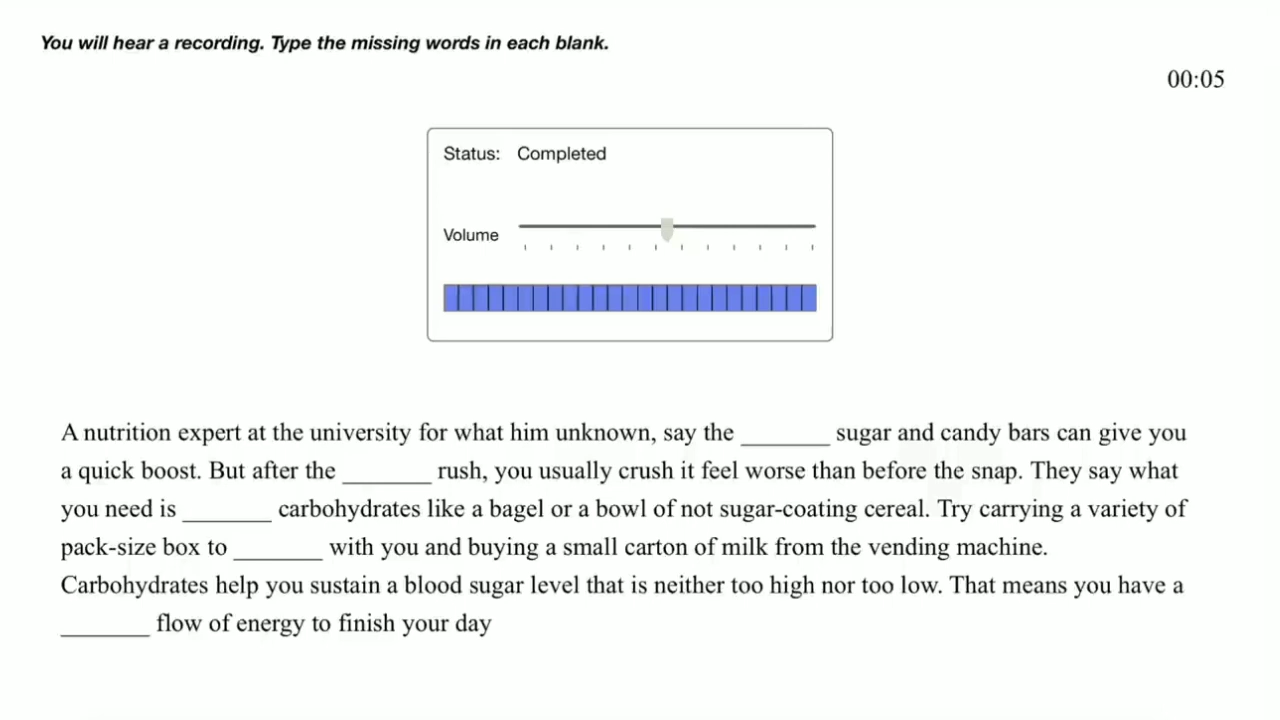 You will hear a recording. Type the missing words in each blank.
00:05
Status: Completed
Volume
A nutrition expert at the university for what him unknown, say the _______ sugar and candy bars can give you
a quick boost. But after the _______ rush, you usually crush it feel worse than before the snap. They say what
you need is _______ carbohydrates like a bagel or a bowl of not sugar-coating cereal. Try carrying a variety of
pack-size box to _______ with you and buying a small carton of milk from the vending machine.
Carbohydrates help you sustain a blood sugar level that is neither too high nor too low. That means you have a
_______ flow of energy to finish your day